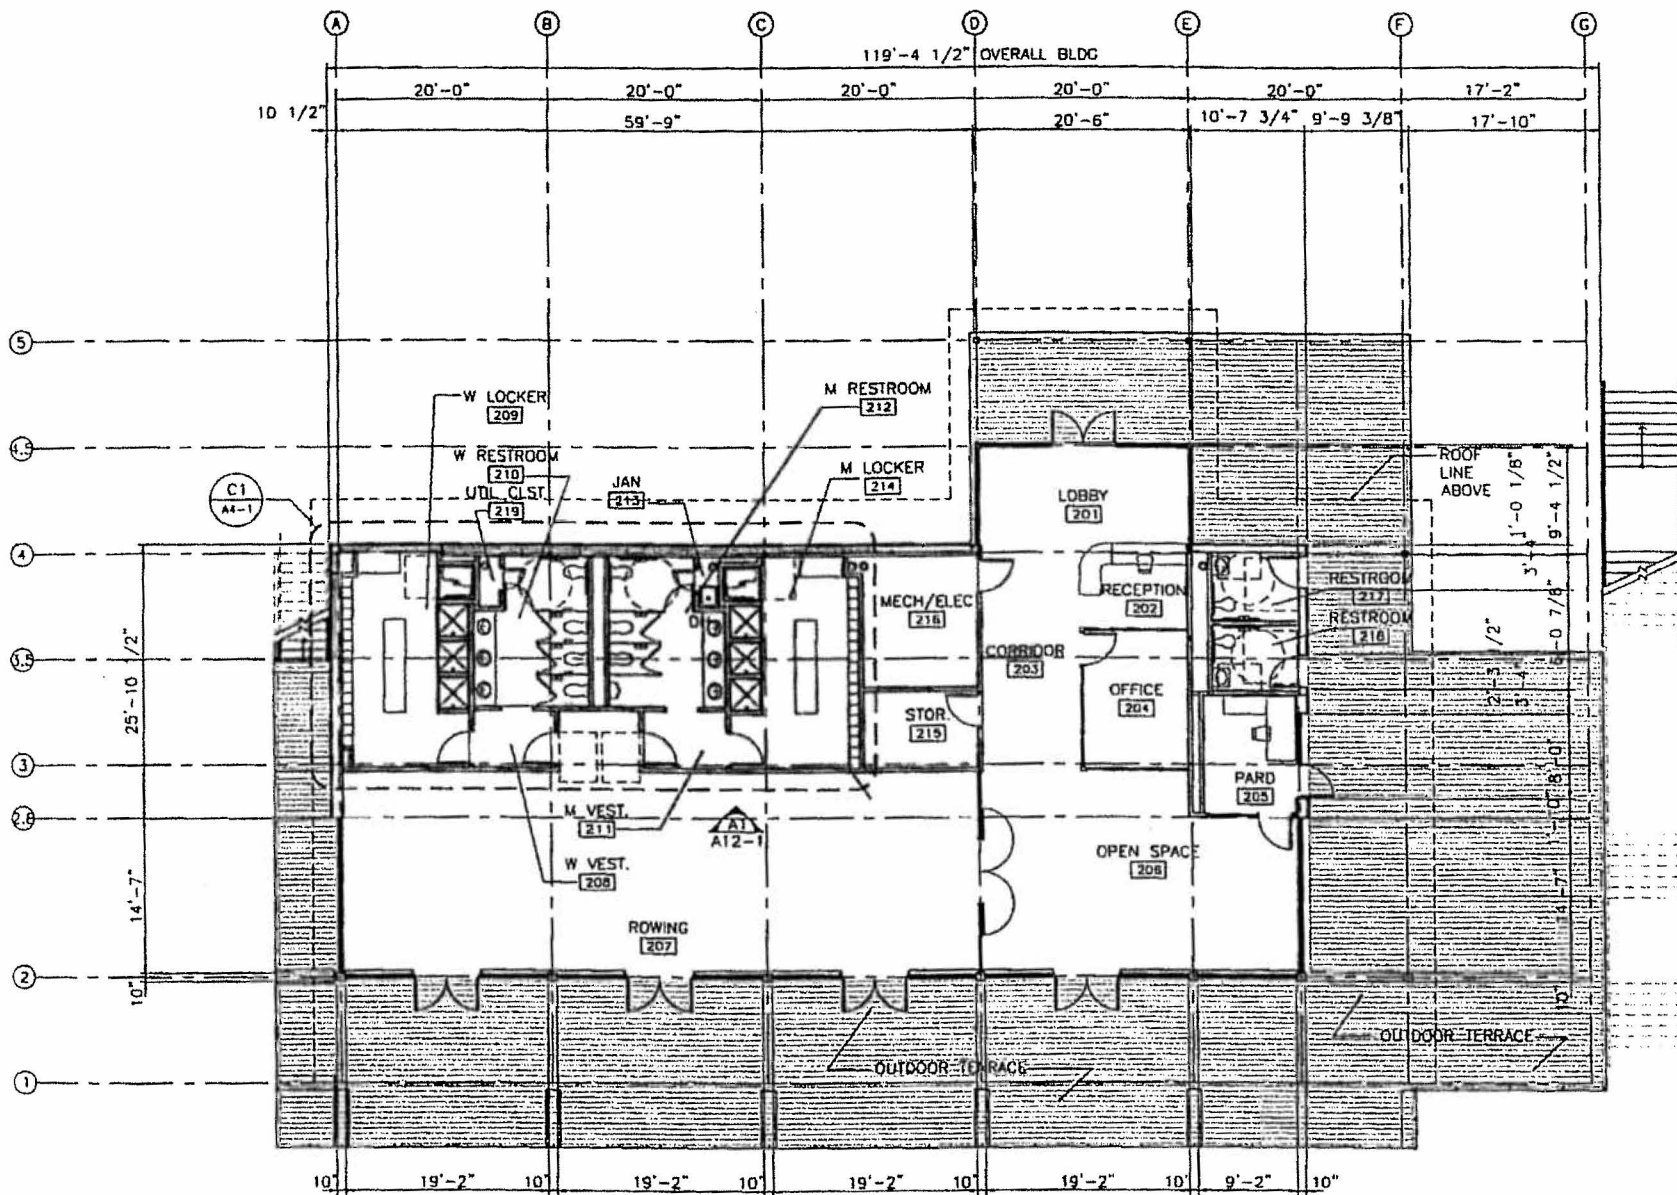 A B C D E F G
119'-4 1/2" OVERALL BLDG
20'-0" 20'-0" 20'-0" 20'-0" 20'-0" 17'-2"
10 1/2"
59'-9" 20'-6" 10'-7 3/4" 9'-9 3/8" 17'-10"
5
W LOCKER
209
M RESTROOM
212
4.5
W RESTROOM
210
UTIL CLST.
219
JAN
213
M LOCKER
214
ROOF
LINE
ABOVE
C1
A4-1
LOBBY
201
4
1'-0 1/8"
9'-4 1/2"
3'-4"
MECH/ELEC
216
RECEPTION
202
RESTROOM
217
RESTROOM
218
3.5
CORRIDOR
203
OFFICE
204
STOR.
215
25'-10 1/2"
3
PARD
205
2.8
M VEST.
211
A1
A12-1
W VEST.
208
OPEN SPACE
206
14'-7"
14'-7"
ROWING
207
2
10"
10"
OUTDOOR TERRACE
OUTDOOR TERRACE
1
10" 19'-2" 10" 19'-2" 10" 19'-2" 10" 19'-2" 10" 9'-2" 10"